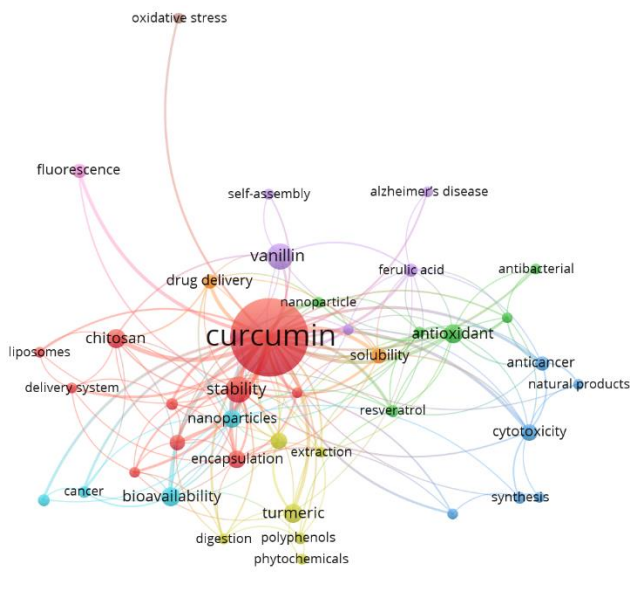 oxidative stress
fluorescence
self-assembly
alzheimer's disease
vanillin
drug delivery
ferulic acid
antibacterial
nanoparticle
curcumin
chitosan
antioxidant
liposomes
solubility
anticancer
delivery system
stability
natural products
nanoparticles
resveratrol
cytotoxicity
encapsulation
extraction
cancer
bioavailability
synthesis
turmeric
digestion
polyphenols
phytochemicals